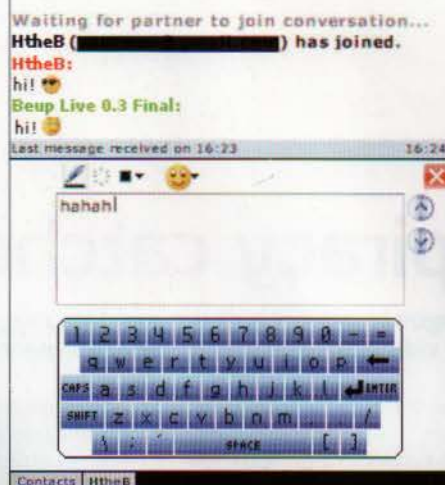 Waiting for partner to join conversation...
HtheB ( ) has joined.
HtheB:
hi!
Beup Live 0.3 Final:
hi!
Last message received on 16:23 16:24
hahahl
1 2 3 4 5 6 7 8 9 0 - =
q w e r t y u i o p
CAPS a s d f g h j k l ENTER
SHIFT z x c v b n m , . /
\ ; ´ SPACE [ ]
Contacts HtheB